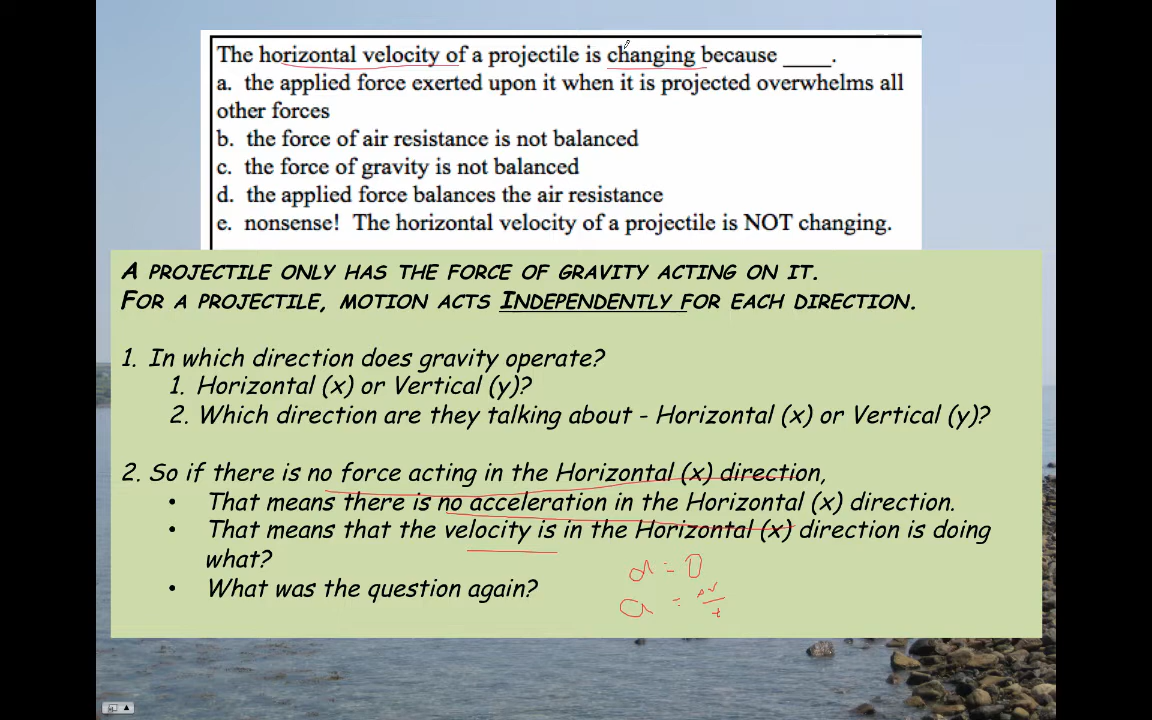 The horizontal velocity of a projectile is changing because ____.
a. the applied force exerted upon it when it is projected overwhelms all
other forces
b. the force of air resistance is not balanced
c. the force of gravity is not balanced
d. the applied force balances the air resistance
e. nonsense! The horizontal velocity of a projectile is NOT changing.
A PROJECTILE ONLY HAS THE FORCE OF GRAVITY ACTING ON IT.
FOR A PROJECTILE, MOTION ACTS INDEPENDENTLY FOR EACH DIRECTION.
1. In which direction does gravity operate?
1. Horizontal (x) or Vertical (y)?
2. Which direction are they talking about - Horizontal (x) or Vertical (y)?
2. So if there is no force acting in the Horizontal (x) direction,
• That means there is no acceleration in the Horizontal (x) direction.
• That means that the velocity is in the Horizontal (x) direction is doing
what?
• What was the question again?
a = 0
a = ΔV/t